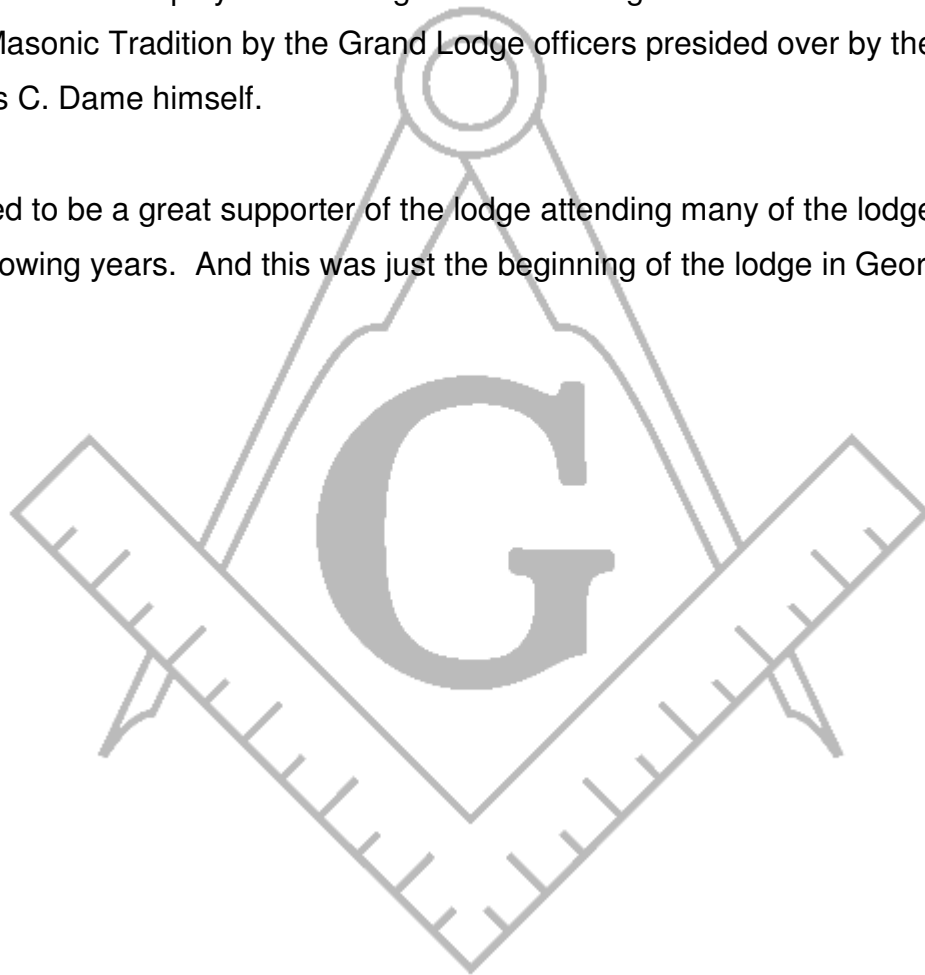 Masonic Tradition by the Grand Lodge officers presided over by the
s C. Dame himself.
ed to be a great supporter of the lodge attending many of the lodge
owing years.  And this was just the beginning of the lodge in Geor
G